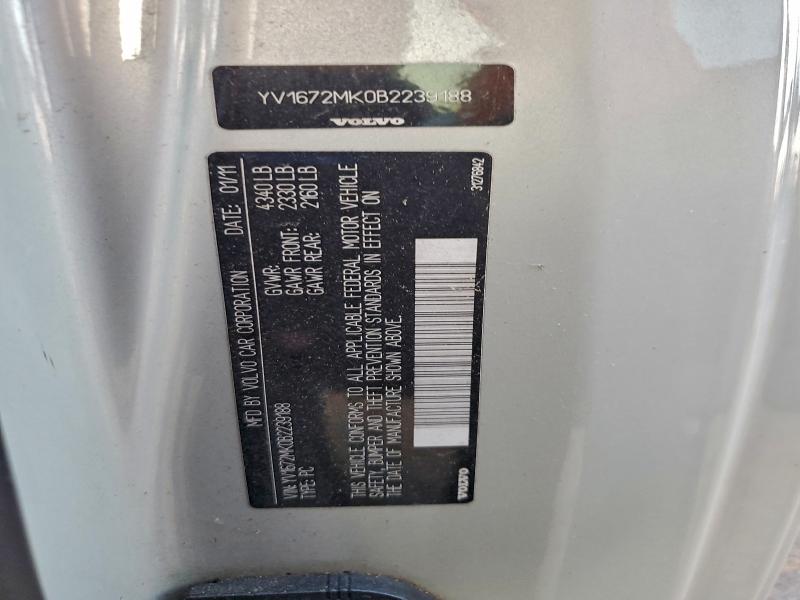 YV1672MK0B2239188
VOLVO
MFD BY VOLVO CAR CORPORATION DATE: 01/11
VIN: YV1672MK0B2239188 GVWR: 4340 LB
TYPE: PC GAWR FRONT: 2330 LB
GAWR REAR: 2160 LB
THIS VEHICLE CONFORMS TO ALL APPLICABLE FEDERAL MOTOR VEHICLE
SAFETY, BUMPER AND THEFT PREVENTION STANDARDS IN EFFECT ON
THE DATE OF MANUFACTURE SHOWN ABOVE.
VOLVO 31276942